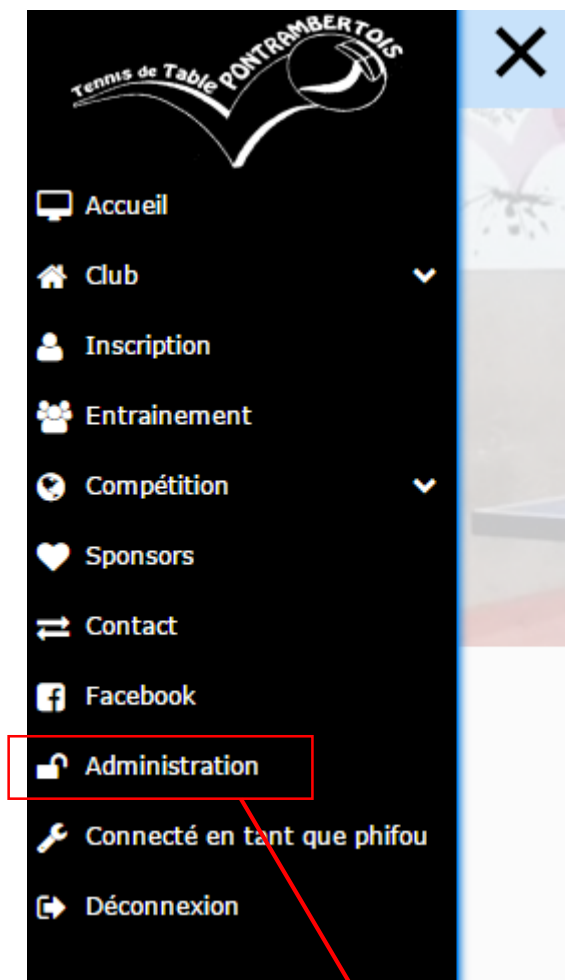 Tennis de Table PONTRAMBERTOIS
Accueil
Club
Inscription
Entrainement
Compétition
Sponsors
Contact
Facebook
Administration
Connecté en tant que phifou
Déconnexion